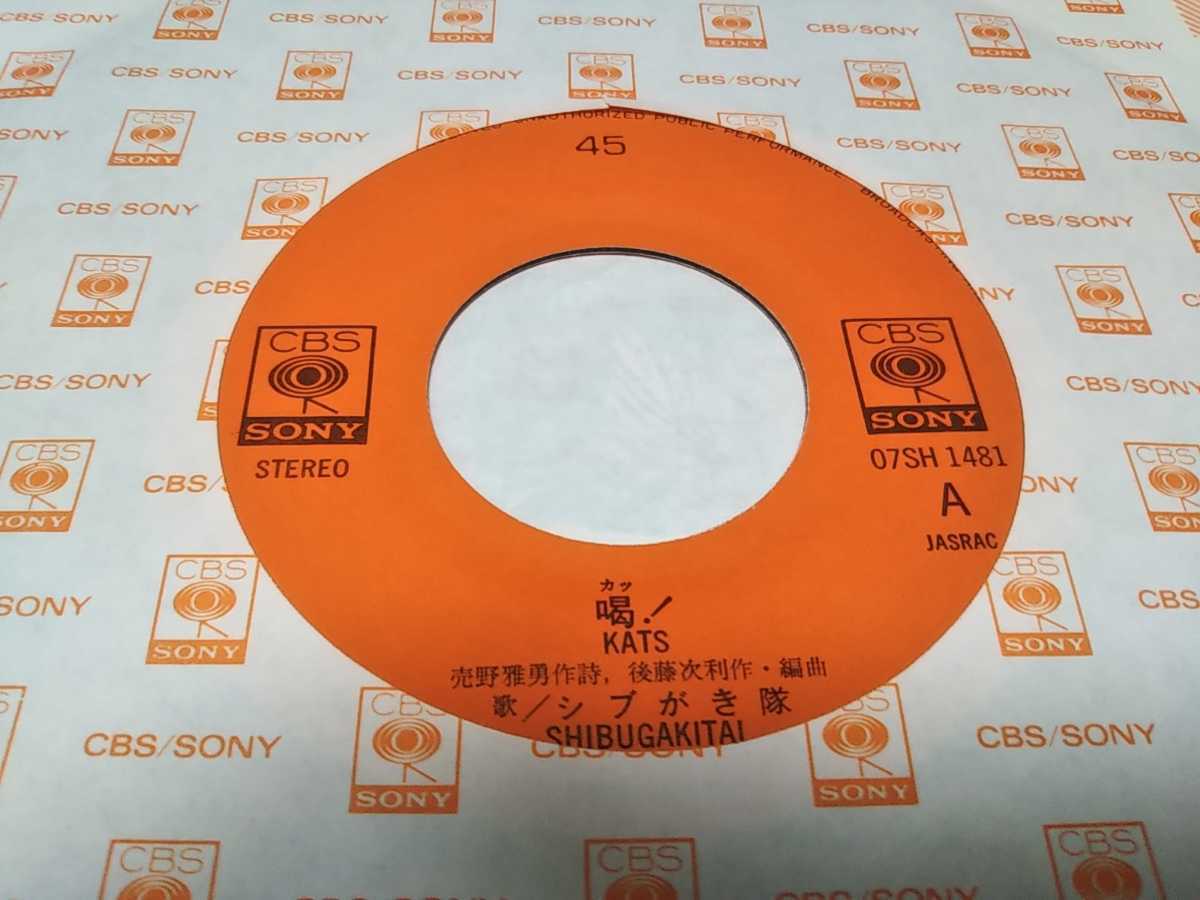 UNAUTHORIZED PUBLIC PERFORMANCE
45
CBS
SONY
STEREO
CBS
SONY
07SH 1481
A
JASRAC
カッ
喝!
KATS
売野雅勇作詩, 後藤次利作・編曲
歌/シブがき隊
SHIBUGAKITAI
CBS/SONY
CBS
SONY